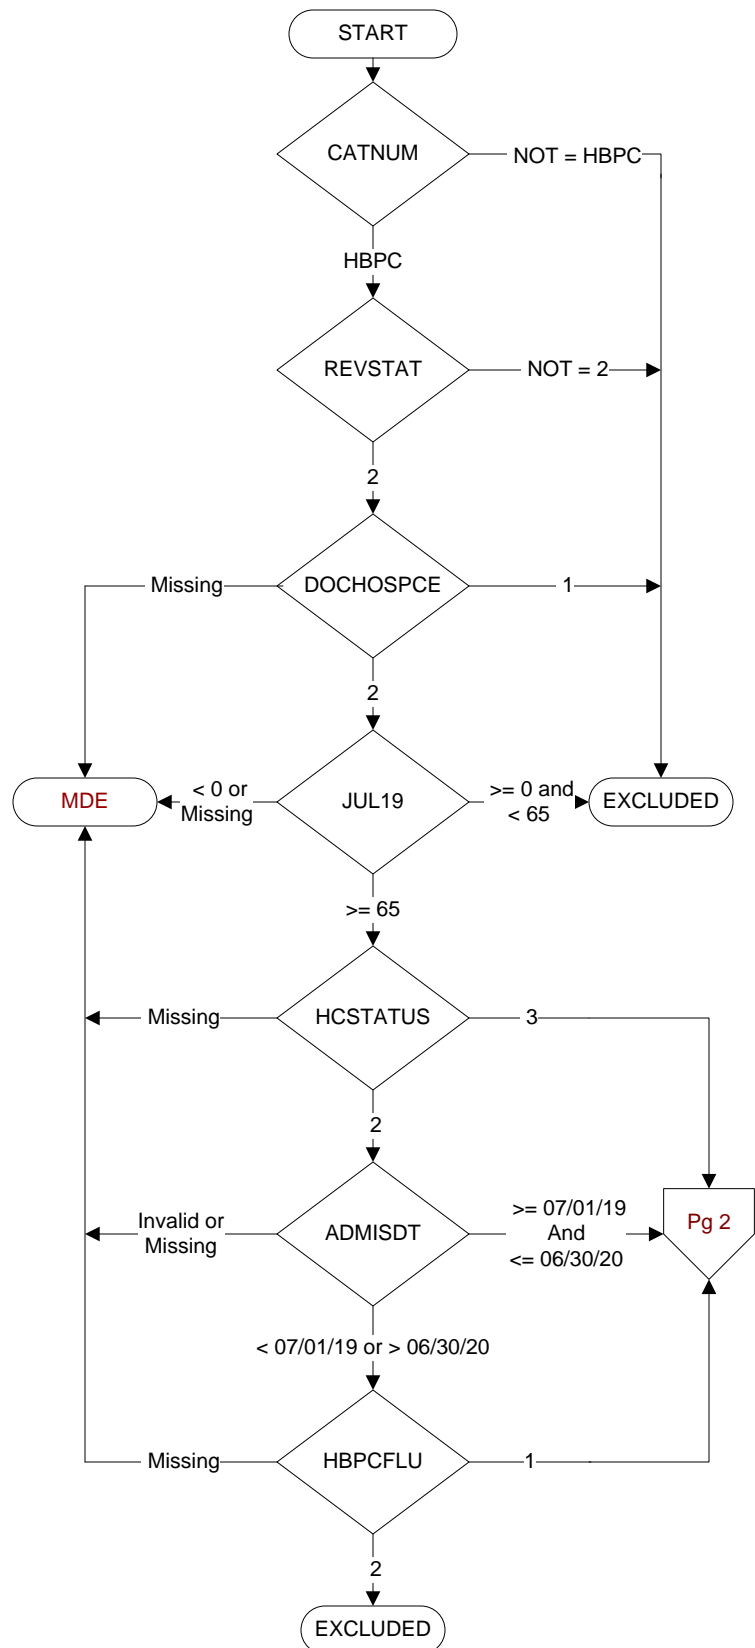 START
CATNUM
NOT = HBPC
HBPC
REVSTAT
NOT = 2
2
Missing
DOCHOSPCE
1
2
MDE
< 0 or
Missing
JUL19
>= 0 and
< 65
EXCLUDED
>= 65
Missing
HCSTATUS
3
2
Invalid or
Missing
ADMISDT
>= 07/01/19
And
<= 06/30/20
Pg 2
< 07/01/19 or > 06/30/20
Missing
HBPCFLU
1
2
EXCLUDED